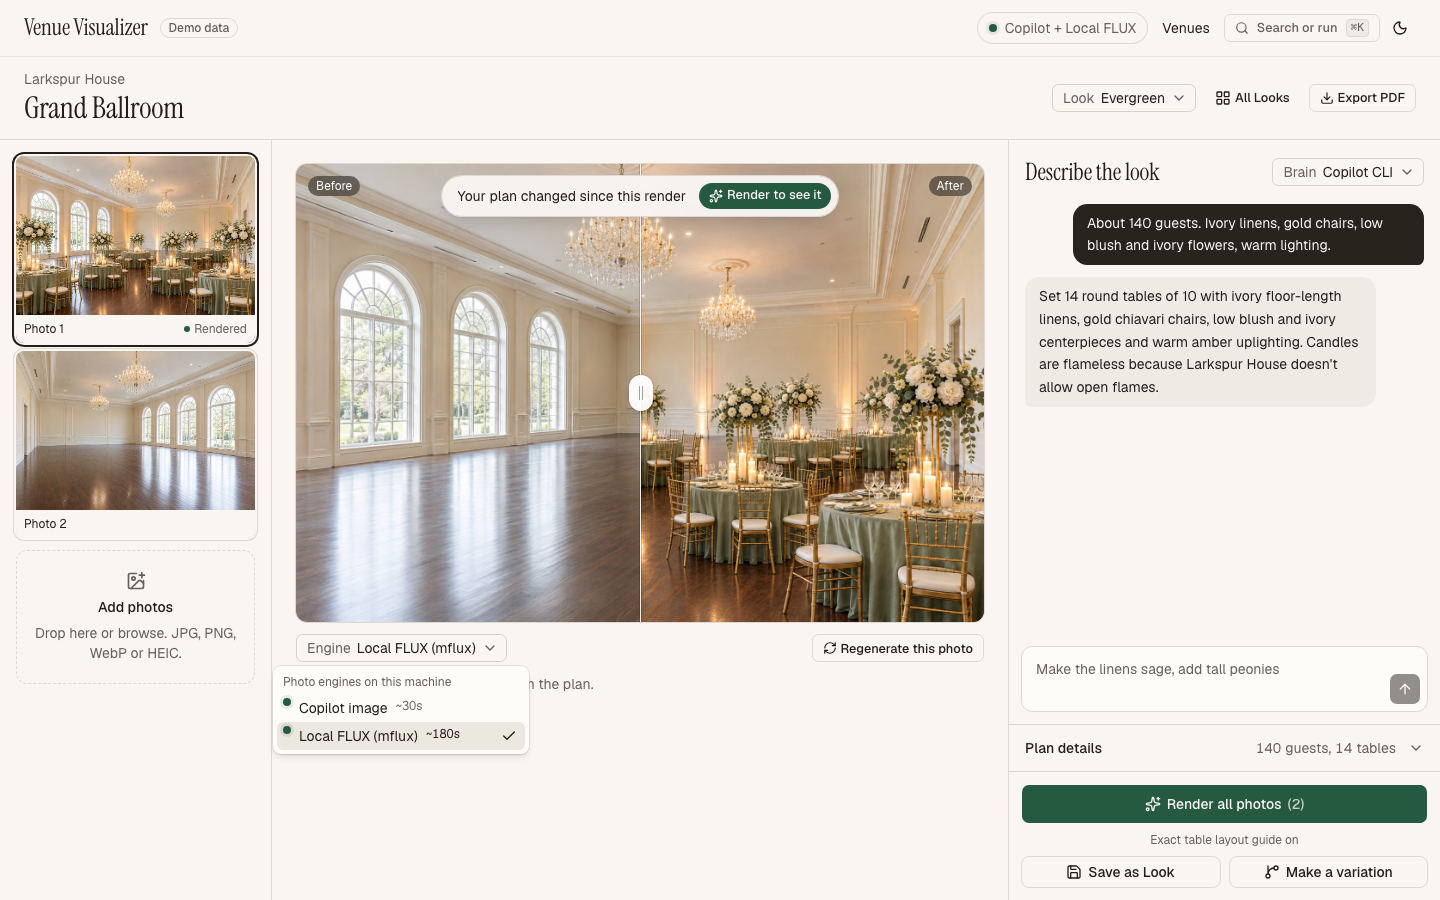 Venue Visualizer
Demo data
Copilot + Local FLUX
Venues
Search or run
⌘K
Larkspur House
Grand Ballroom
Look Evergreen
All Looks
Export PDF
Photo 1
Rendered
Photo 2
Add photos
Drop here or browse. JPG, PNG,
WebP or HEIC.
Before
Your plan changed since this render
Render to see it
After
Engine Local FLUX (mflux)
Regenerate this photo
the plan.
Photo engines on this machine
Copilot image ~30s
Local FLUX (mflux) ~180s
Describe the look
Brain Copilot CLI
About 140 guests. Ivory linens, gold chairs, low
blush and ivory flowers, warm lighting.
Set 14 round tables of 10 with ivory floor-length
linens, gold chiavari chairs, low blush and ivory
centerpieces and warm amber uplighting. Candles
are flameless because Larkspur House doesn't
allow open flames.
Make the linens sage, add tall peonies
Plan details
140 guests, 14 tables
Render all photos (2)
Exact table layout guide on
Save as Look
Make a variation